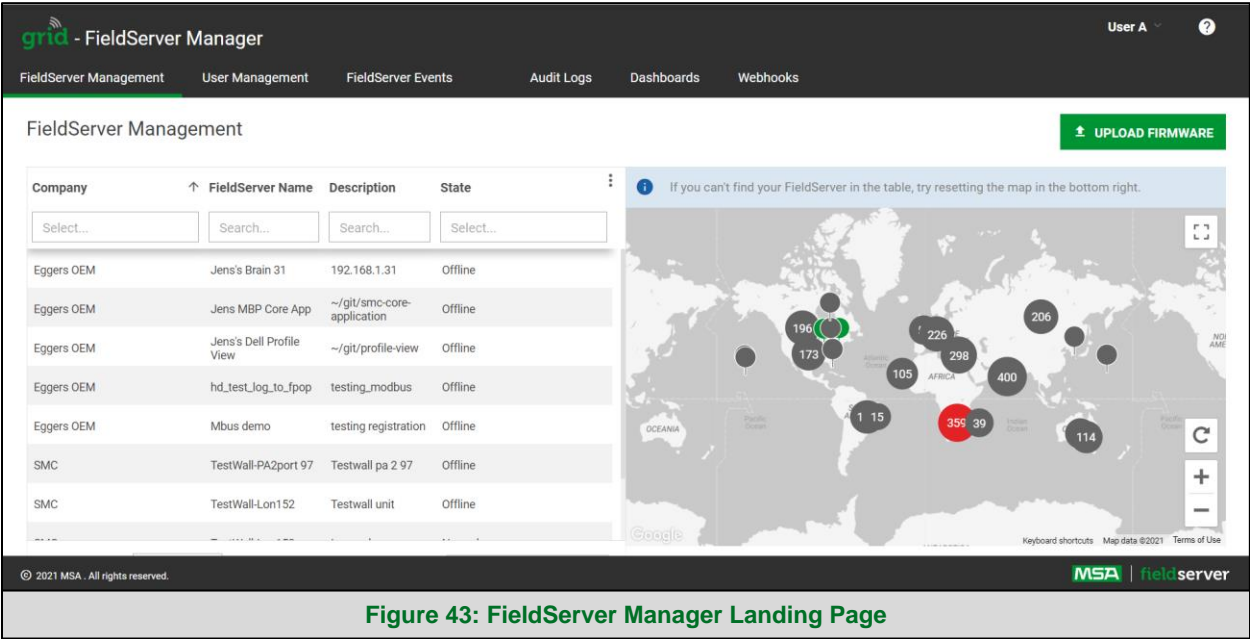 grid - FieldServer Manager
User A
?
FieldServer Management User Management FieldServer Events Audit Logs Dashboards Webhooks
FieldServer Management
UPLOAD FIRMWARE
Company FieldServer Name Description State
Select... Search... Search... Select...
If you can't find your FieldServer in the table, try resetting the map in the bottom right.
Eggers OEM Jens's Brain 31 192.168.1.31 Offline
Eggers OEM Jens MBP Core App ~/git/smc-core-
application Offline
Eggers OEM Jens's Dell Profile
View ~/git/profile-view Offline
Eggers OEM hd_test_log_to_fpop testing_modbus Offline
Eggers OEM Mbus demo testing registration Offline
SMC TestWall-PA2port 97 Testwall pa 2 97 Offline
SMC TestWall-Lon152 Testwall unit Offline
206
196
226
173
298
Atlantic
Ocean
105
AFRICA
400
1 15
359 39
Indian
Ocean
114
OCEANIA
Pacific
Ocean
Google
Keyboard shortcuts Map data ©2021 Terms of Use
© 2021 MSA . All rights reserved.
MSA | fieldserver
Figure 43: FieldServer Manager Landing Page